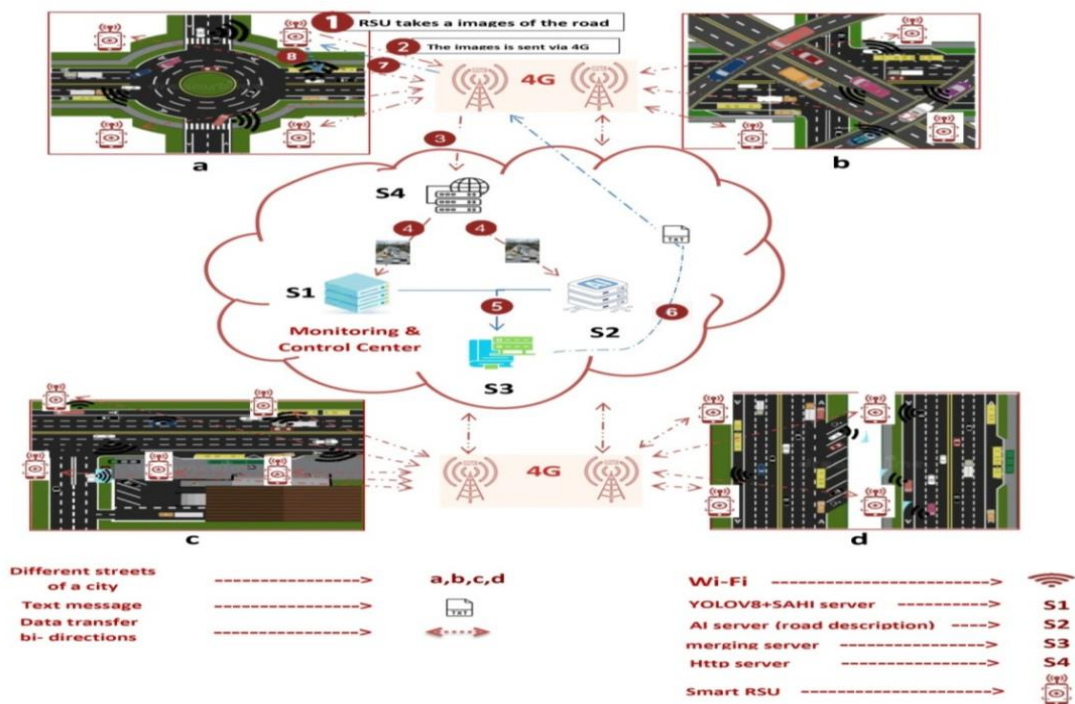 1 RSU takes a images of the road
2 The images is sent via 4G
8
7
4G
a
b
3
S4
4
4
TXT
S1
AI
5
S2
6
Monitoring &
Control Center
S3
4G
c
d
Different streets
of a city
a,b,c,d
Text message
TXT
Data transfer
bi- directions
Wi-Fi
YOLOV8+SAHI server
S1
AI server (road description)
S2
merging server
S3
Http server
S4
Smart RSU